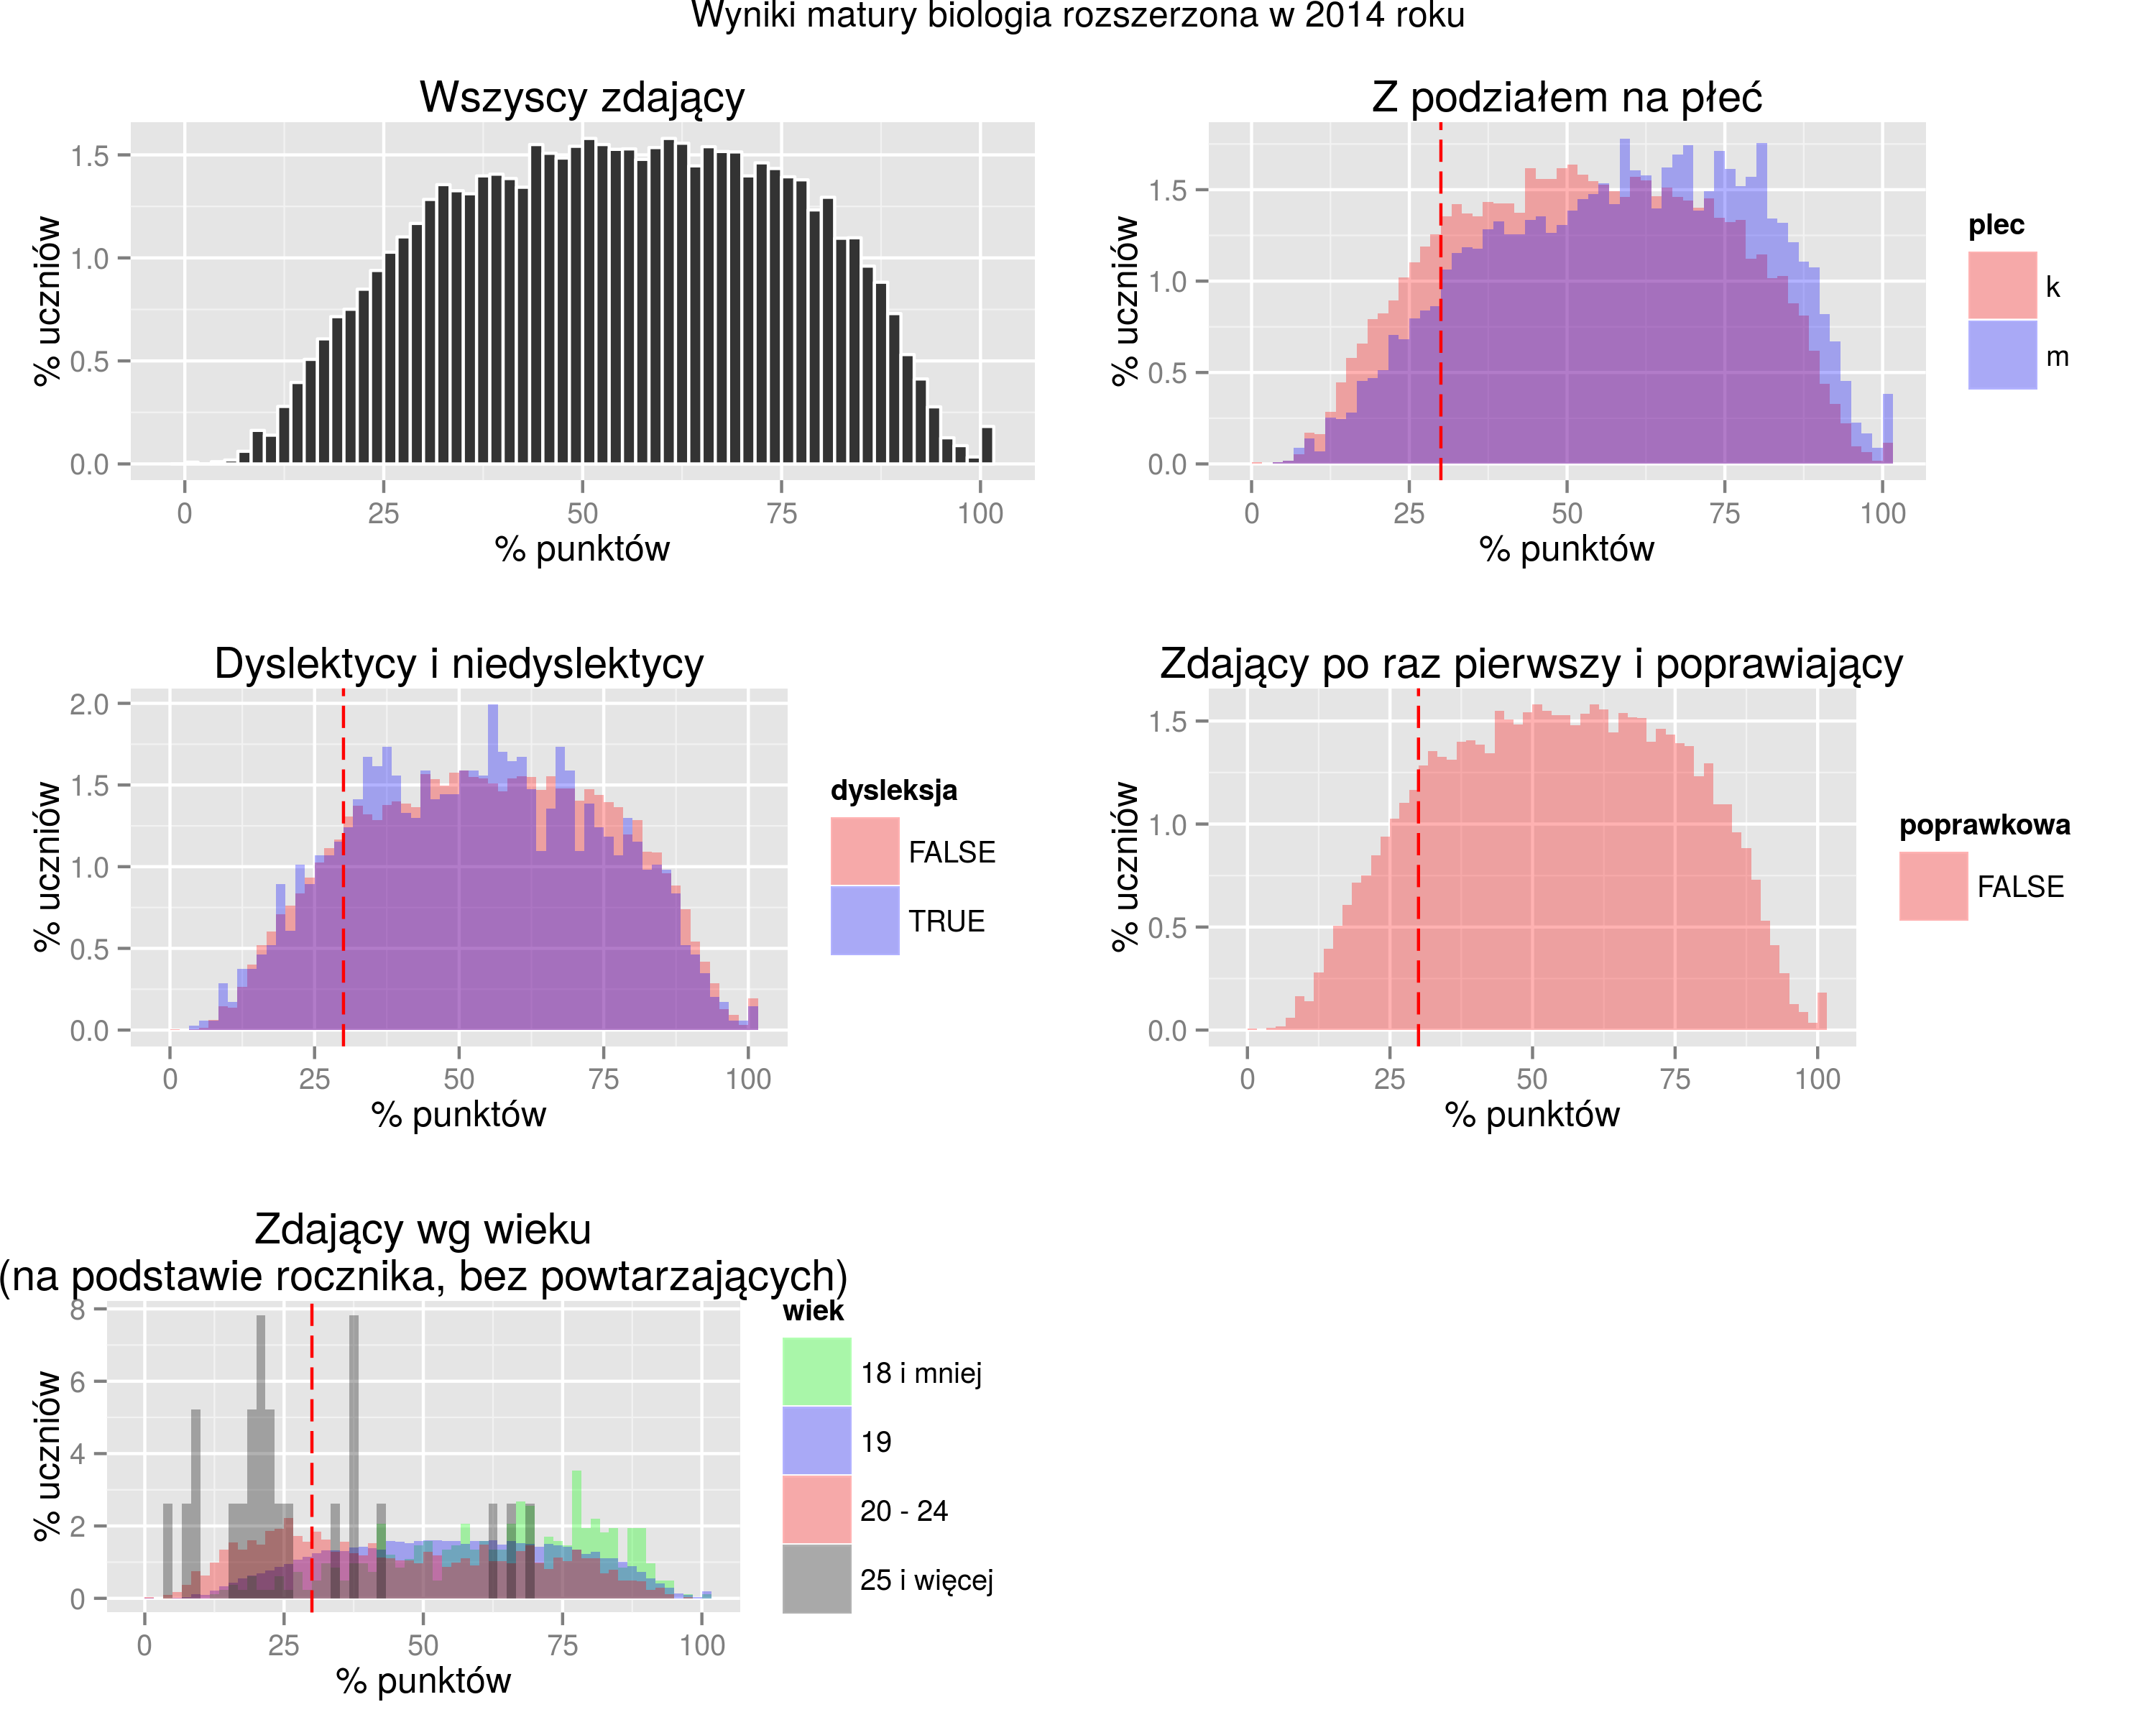 Wyniki matury biologia rozszerzona w 2014 roku
Wszyscy zdający
% uczniów
1.5
1.0
0.5
0.0
0 25 50 75 100
% punktów
Z podziałem na płeć
% uczniów
1.5
1.0
0.5
0.0
0 25 50 75 100
% punktów
plec
k
m
Dyslektycy i niedyslektycy
% uczniów
2.0
1.5
1.0
0.5
0.0
0 25 50 75 100
% punktów
dysleksja
FALSE
TRUE
Zdający po raz pierwszy i poprawiający
% uczniów
1.5
1.0
0.5
0.0
0 25 50 75 100
% punktów
poprawkowa
FALSE
Zdający wg wieku
(na podstawie rocznika, bez powtarzających)
% uczniów
8
6
4
2
0
0 25 50 75 100
% punktów
wiek
18 i mniej
19
20 - 24
25 i więcej